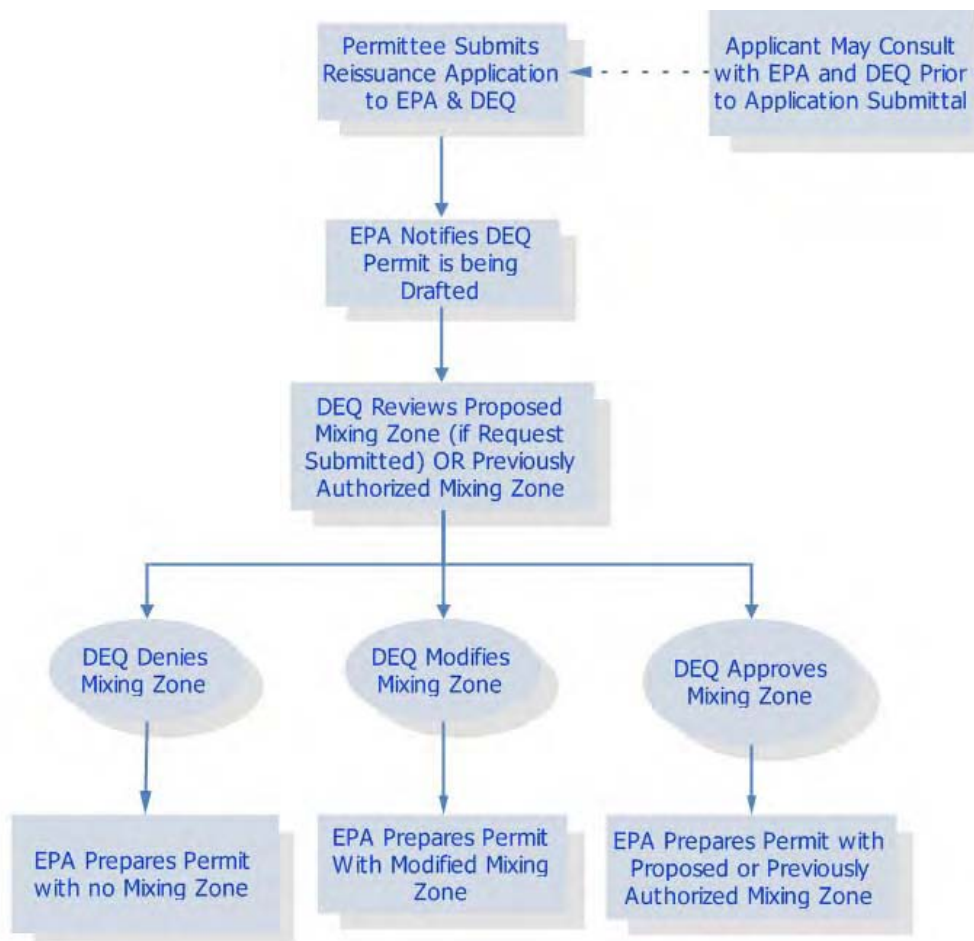 Permittee Submits
Reissuance Application
to EPA & DEQ
Applicant May Consult
with EPA and DEQ Prior
to Application Submittal
EPA Notifies DEQ
Permit is being
Drafted
DEQ Reviews Proposed
Mixing Zone (if Request
Submitted) OR Previously
Authorized Mixing Zone
DEQ Denies
Mixing Zone
DEQ Modifies
Mixing Zone
DEQ Approves
Mixing Zone
EPA Prepares Permit
with no Mixing Zone
EPA Prepares Permit
With Modified Mixing
Zone
EPA Prepares Permit with
Proposed or Previously
Authorized Mixing Zone